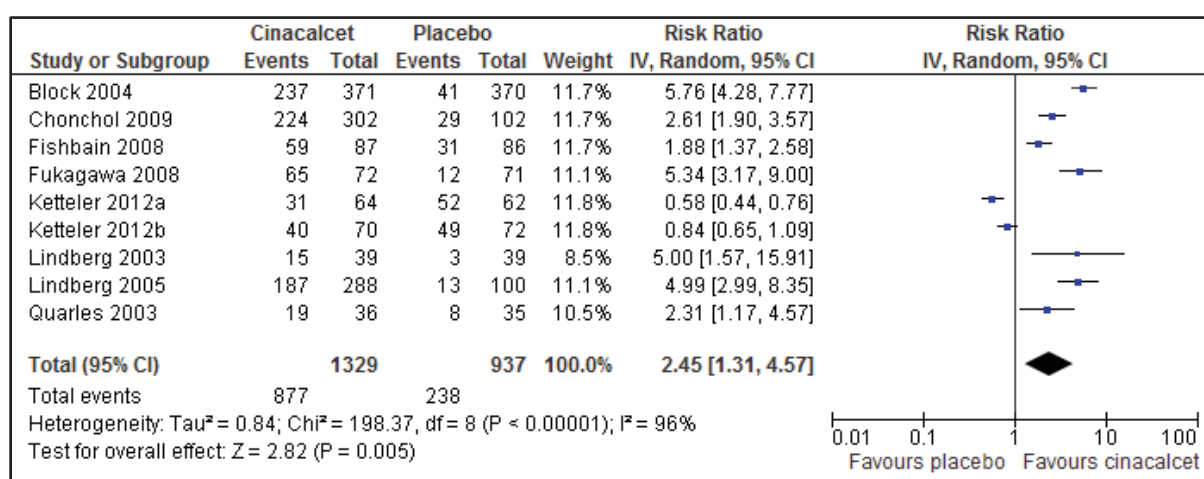 Cinacalcet Placebo Risk Ratio Risk Ratio
Study or Subgroup Events Total Events Total Weight IV, Random, 95% CI IV, Random, 95% CI
Block 2004 237 371 41 370 11.7% 5.76 [4.28, 7.77]
Chonchol 2009 224 302 29 102 11.7% 2.61 [1.90, 3.57]
Fishbain 2008 59 87 31 86 11.7% 1.88 [1.37, 2.58]
Fukagawa 2008 65 72 12 71 11.1% 5.34 [3.17, 9.00]
Ketteler 2012a 31 64 52 62 11.8% 0.58 [0.44, 0.76]
Ketteler 2012b 40 70 49 72 11.8% 0.84 [0.65, 1.09]
Lindberg 2003 15 39 3 39 8.5% 5.00 [1.57, 15.91]
Lindberg 2005 187 288 13 100 11.1% 4.99 [2.99, 8.35]
Quarles 2003 19 36 8 35 10.5% 2.31 [1.17, 4.57]
Total (95% CI) 1329 937 100.0% 2.45 [1.31, 4.57]
Total events 877 238
Heterogeneity: Tau² = 0.84; Chi² = 198.37, df = 8 (P < 0.00001); I² = 96%
Test for overall effect: Z = 2.82 (P = 0.005)
0.01 0.1 1 10 100
Favours placebo Favours cinacalcet